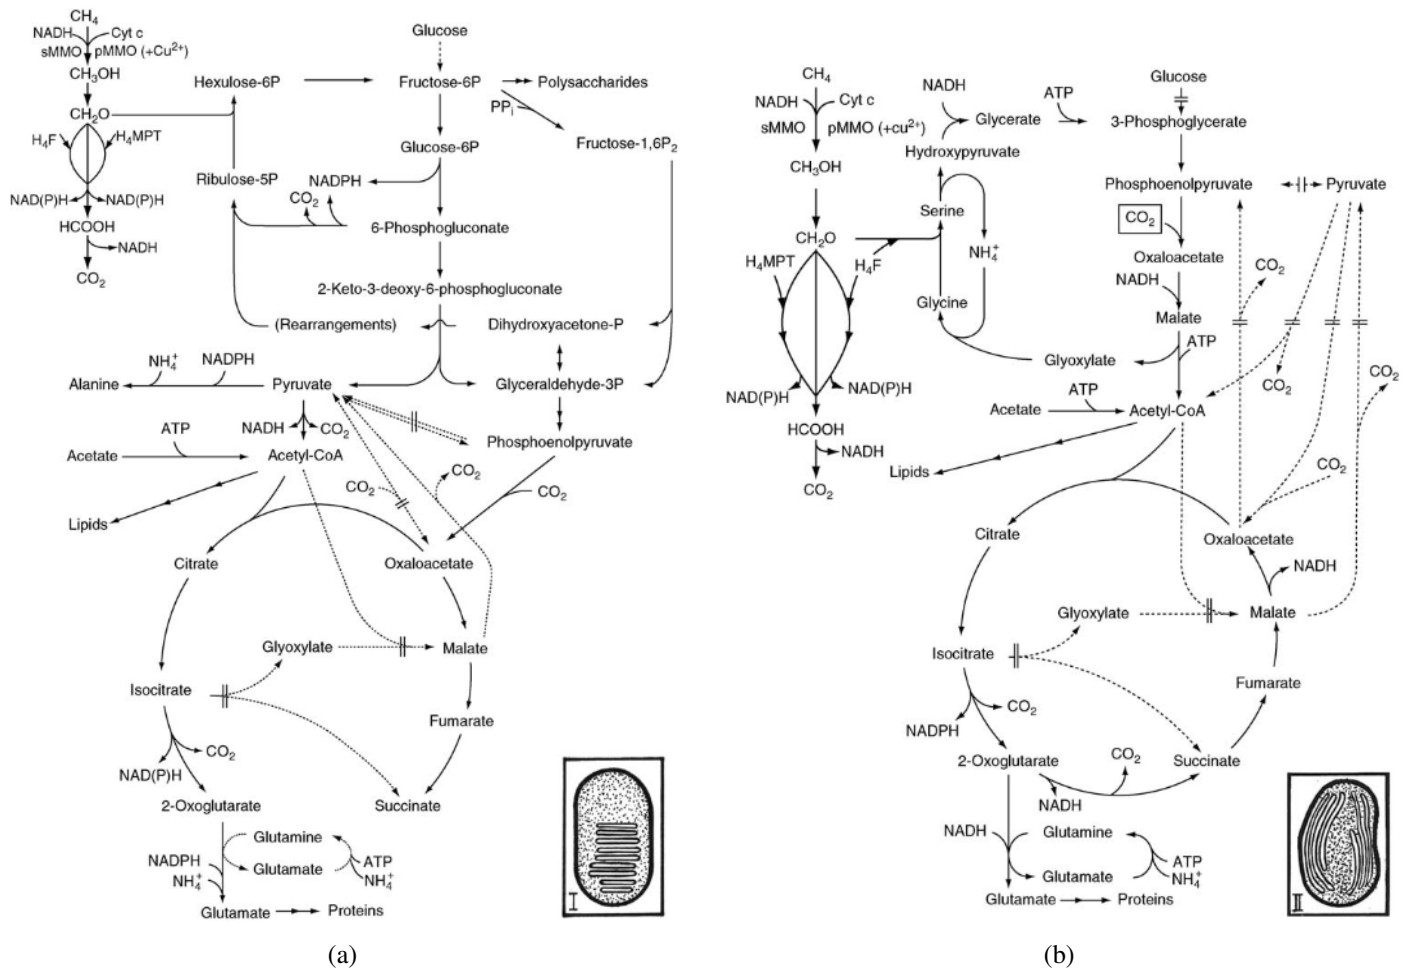 CH4
NADH Cyt c
sMMO pMMO (+Cu2+)
CH3OH
CH2O
H4F H4MPT
NAD(P)H NAD(P)H
HCOOH
NADH
CO2
Glucose
Hexulose-6P Fructose-6P Polysaccharides
PPi
Fructose-1,6P2
Glucose-6P
Ribulose-5P NADPH
CO2
6-Phosphogluconate
2-Keto-3-deoxy-6-phosphogluconate
(Rearrangements) Dihydroxyacetone-P
NH4+ NADPH
Alanine Pyruvate Glyceraldehyde-3P
ATP NADH CO2
Phosphoenolpyruvate
Acetate Acetyl-CoA
CO2 CO2 CO2
Lipids
Citrate Oxaloacetate
Glyoxylate Malate
Isocitrate
Fumarate
CO2
NAD(P)H
2-Oxoglutarate Succinate
Glutamine
NADPH ATP
Glutamate
NH4+ NH4+
Glutamate Proteins
I
(a)
CH4
NADH Cyt c
sMMO pMMO (+cu2+)
CH3OH
CH2O
H4MPT H4F
NAD(P)H NAD(P)H
HCOOH
NADH
CO2
NADH ATP Glucose
Glycerate 3-Phosphglycerate
Hydroxypyruvate
Phosphoenolpyruvate Pyruvate
Serine CO2
NH4+ Oxaloacetate
NADH CO2
Glycine
Malate
ATP
Glyoxylate
CO2 CO2
ATP
Acetate Acetyl-CoA
Lipids CO2
Citrate Oxaloacetate
NADH
Glyoxylate Malate
Isocitrate
Fumarate
CO2
NADPH
2-Oxoglutarate CO2 Succinate
NADH
NADH Glutamine
ATP
Glutamate NH4+
Glutamate Proteins
II
(b)